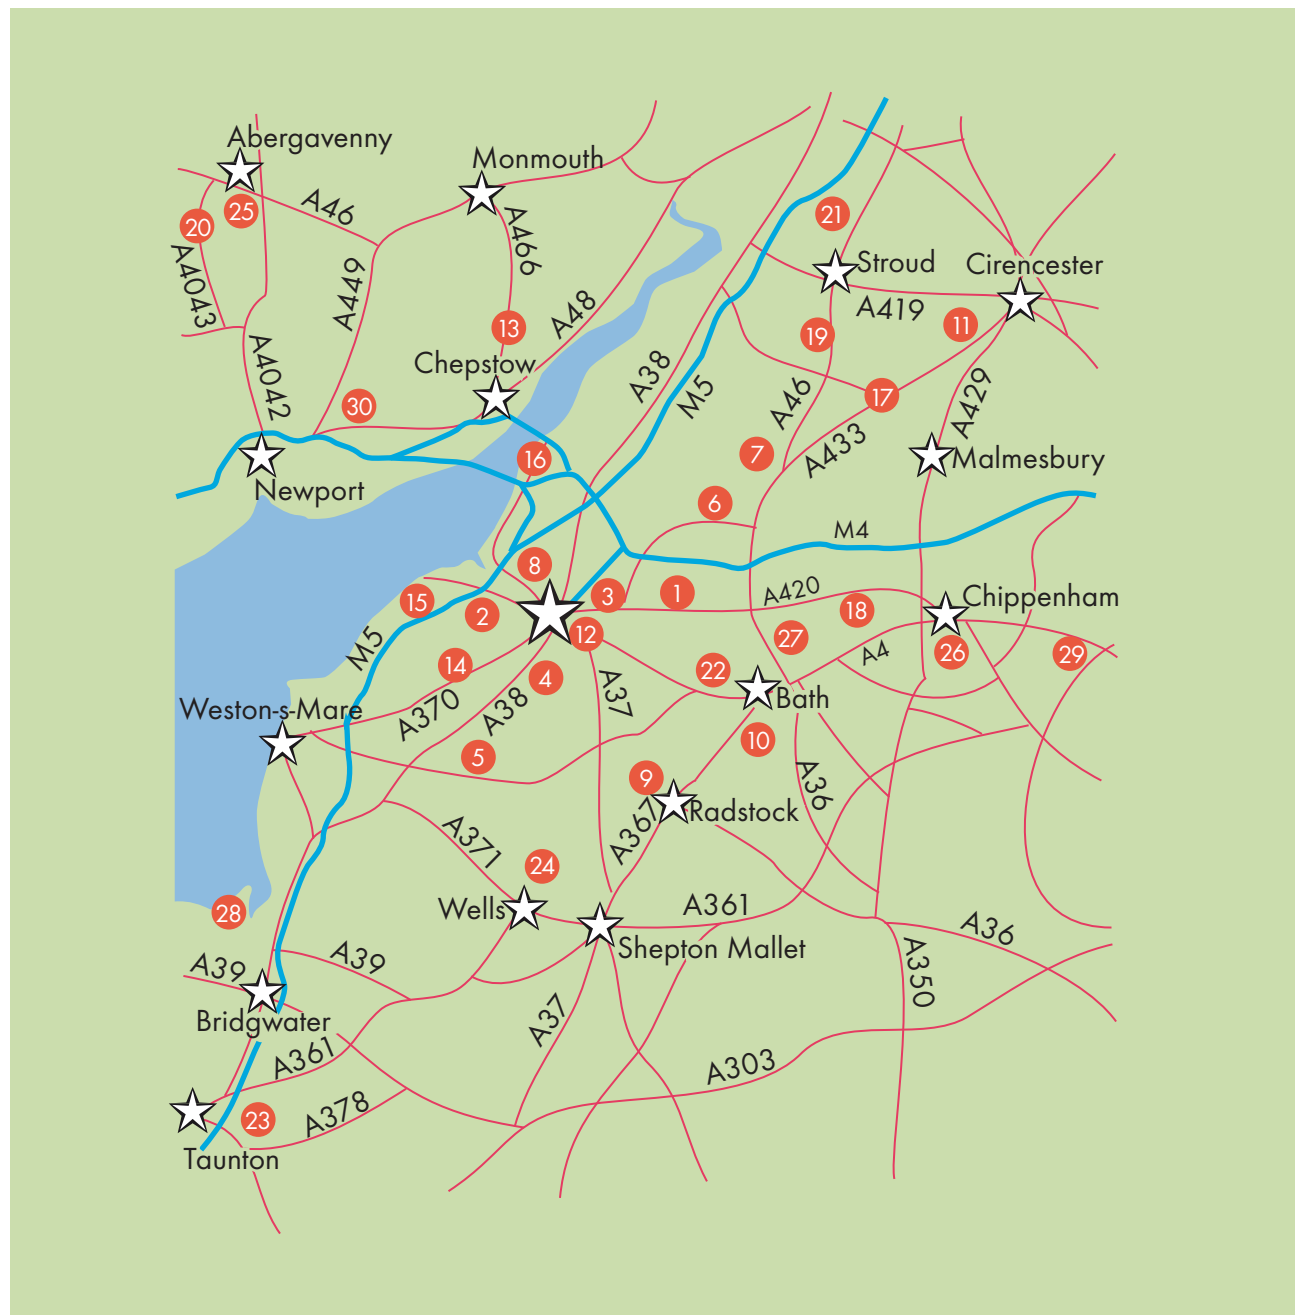 Abergavenny
Monmouth
A46
20
25
A466
21
A4043
A449
Stroud
Cirencester
A48
A419
13
11
19
Chepstow
A4042
A38
M5
30
A46
17
A429
7
A433
16
Malmesbury
Newport
6
M4
8
15
2
3
1
A420
18
Chippenham
12
27
M5
14
4
A37
22
A4
26
29
Bath
Weston-s-Mare
A370
A38
5
10
9
A36
A367
Radstock
A371
24
28
Wells
A361
Shepton Mallet
A36
A39
A39
A350
Bridgwater
A37
A361
A303
23
A378
Taunton